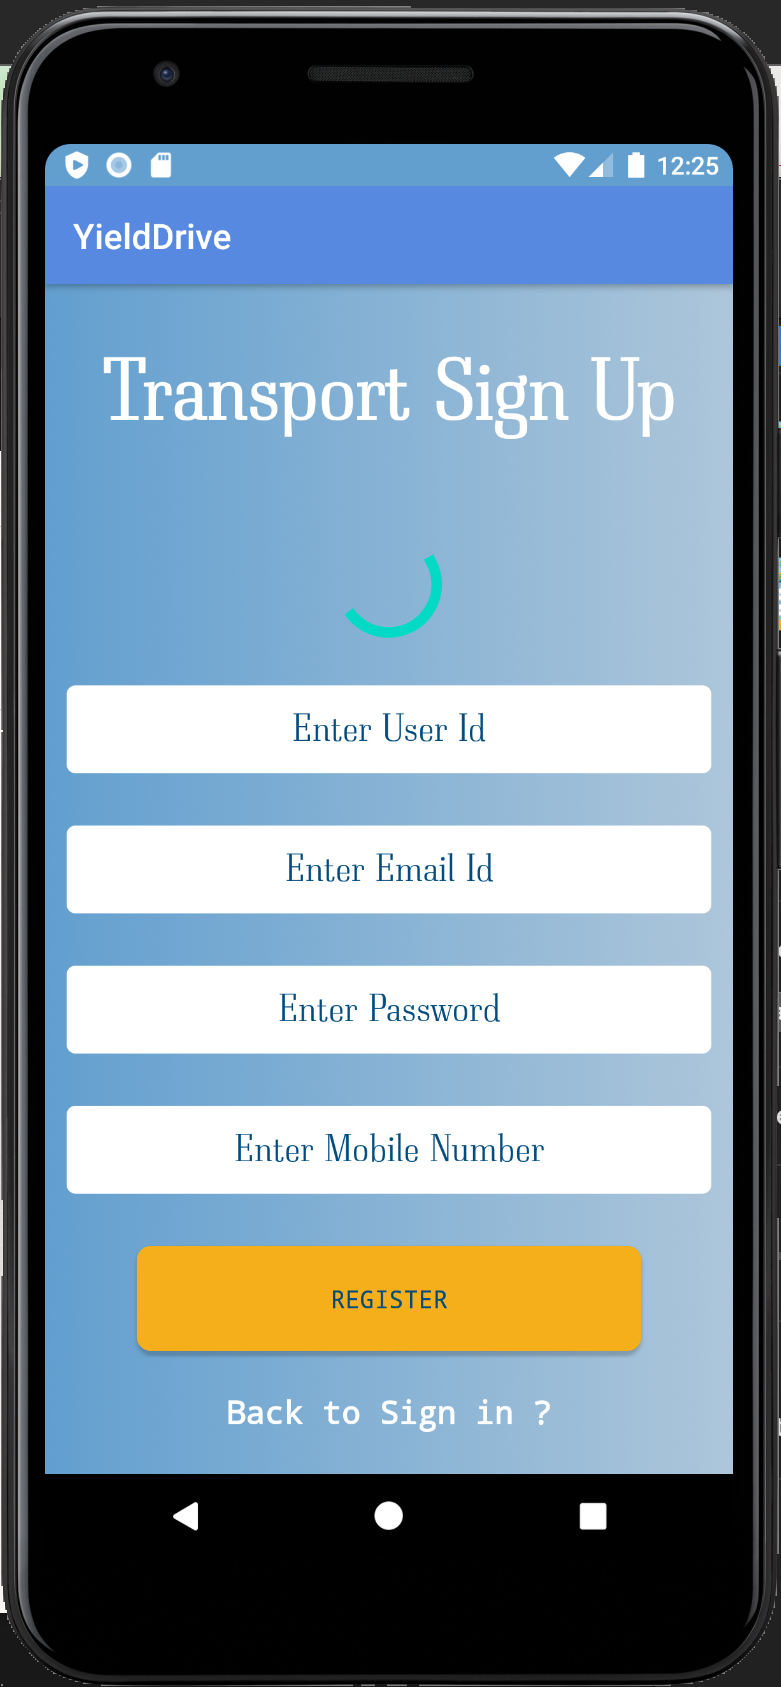 12:25
YieldDrive
Transport Sign Up
Enter User Id
Enter Email Id
Enter Password
Enter Mobile Number
REGISTER
Back to Sign in ?